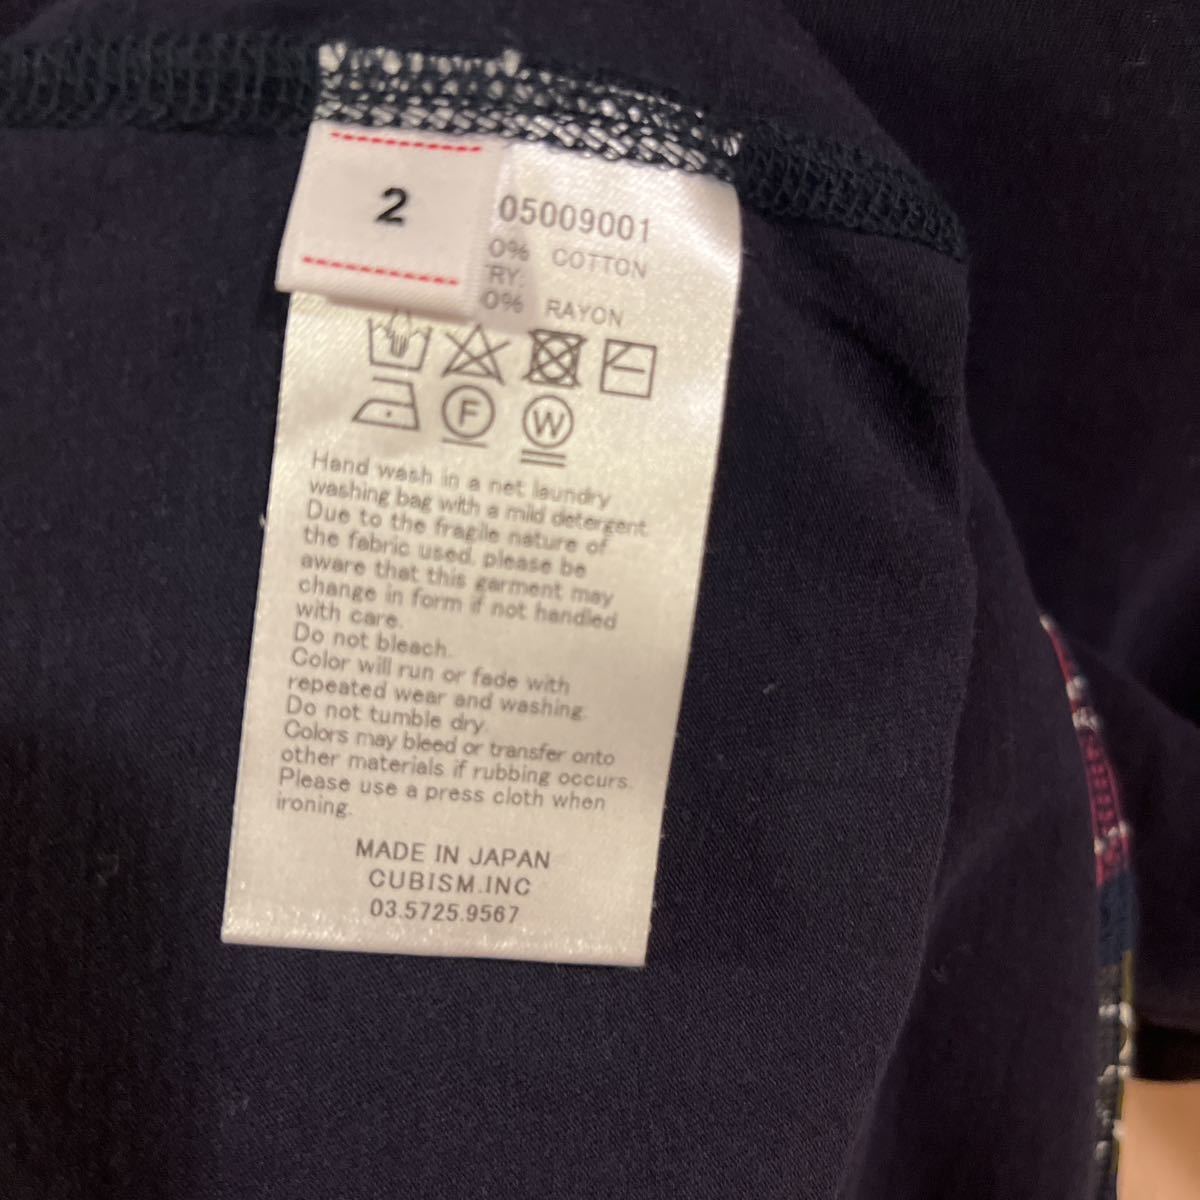 2
05009001
0% COTTON
RY:
0% RAYON
F
W
Hand wash in a net laundry
washing bag with a mild detergent.
Due to the fragile nature of
the fabric used, please be
aware that this garment may
change in form if not handled
with care.
Do not bleach.
Color will run or fade with
repeated wear and washing.
Do not tumble dry.
Colors may bleed or transfer onto
other materials if rubbing occurs.
Please use a press cloth when
ironing.
MADE IN JAPAN
CUBISM.INC
03.5725.9567